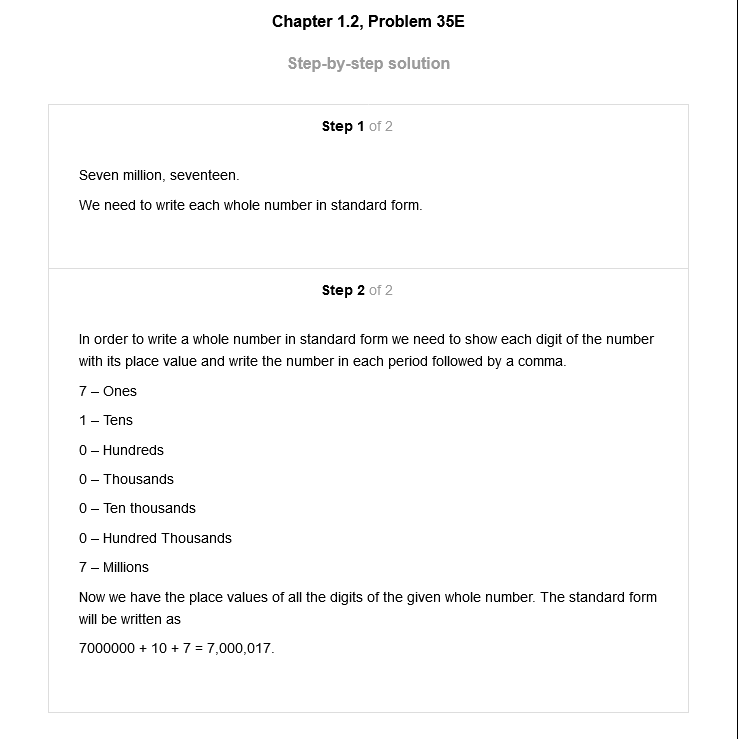 Chapter 1.2, Problem 35E
Step-by-step solution
Step 1 of 2
Seven million, seventeen.
We need to write each whole number in standard form.
Step 2 of 2
In order to write a whole number in standard form we need to show each digit of the number
with its place value and write the number in each period followed by a comma.
7 – Ones
1 – Tens
0 – Hundreds
0 – Thousands
0 – Ten thousands
0 – Hundred Thousands
7 – Millions
Now we have the place values of all the digits of the given whole number. The standard form
will be written as
7000000 + 10 + 7 = 7,000,017.